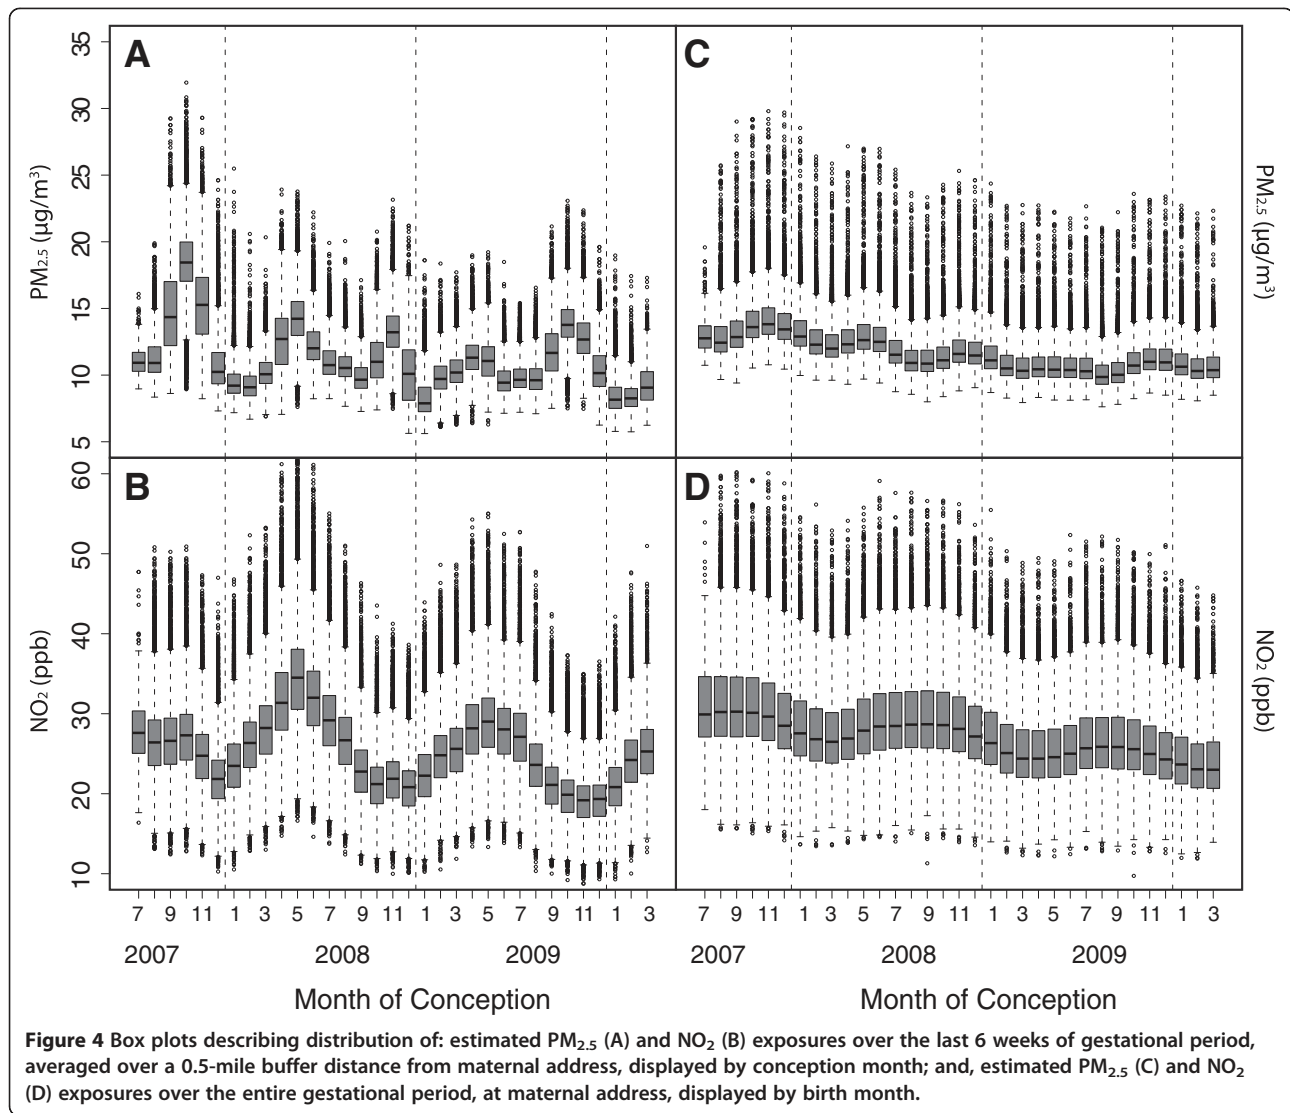 A
C
35
30
25
20
15
10
5
PM2.5 (µg/m³)
PM2.5 (µg/m³)
B
D
60
50
40
30
20
10
NO2 (ppb)
NO2 (ppb)
7 9 11 1 3 5 7 9 11 1 3 5 7 9 11 1 3
7 9 11 1 3 5 7 9 11 1 3 5 7 9 11 1 3
2007 2008 2009
2007 2008 2009
Month of Conception
Month of Conception
Figure 4 Box plots describing distribution of: estimated PM2.5 (A) and NO2 (B) exposures over the last 6 weeks of gestational period,
averaged over a 0.5-mile buffer distance from maternal address, displayed by conception month; and, estimated PM2.5 (C) and NO2
(D) exposures over the entire gestational period, at maternal address, displayed by birth month.